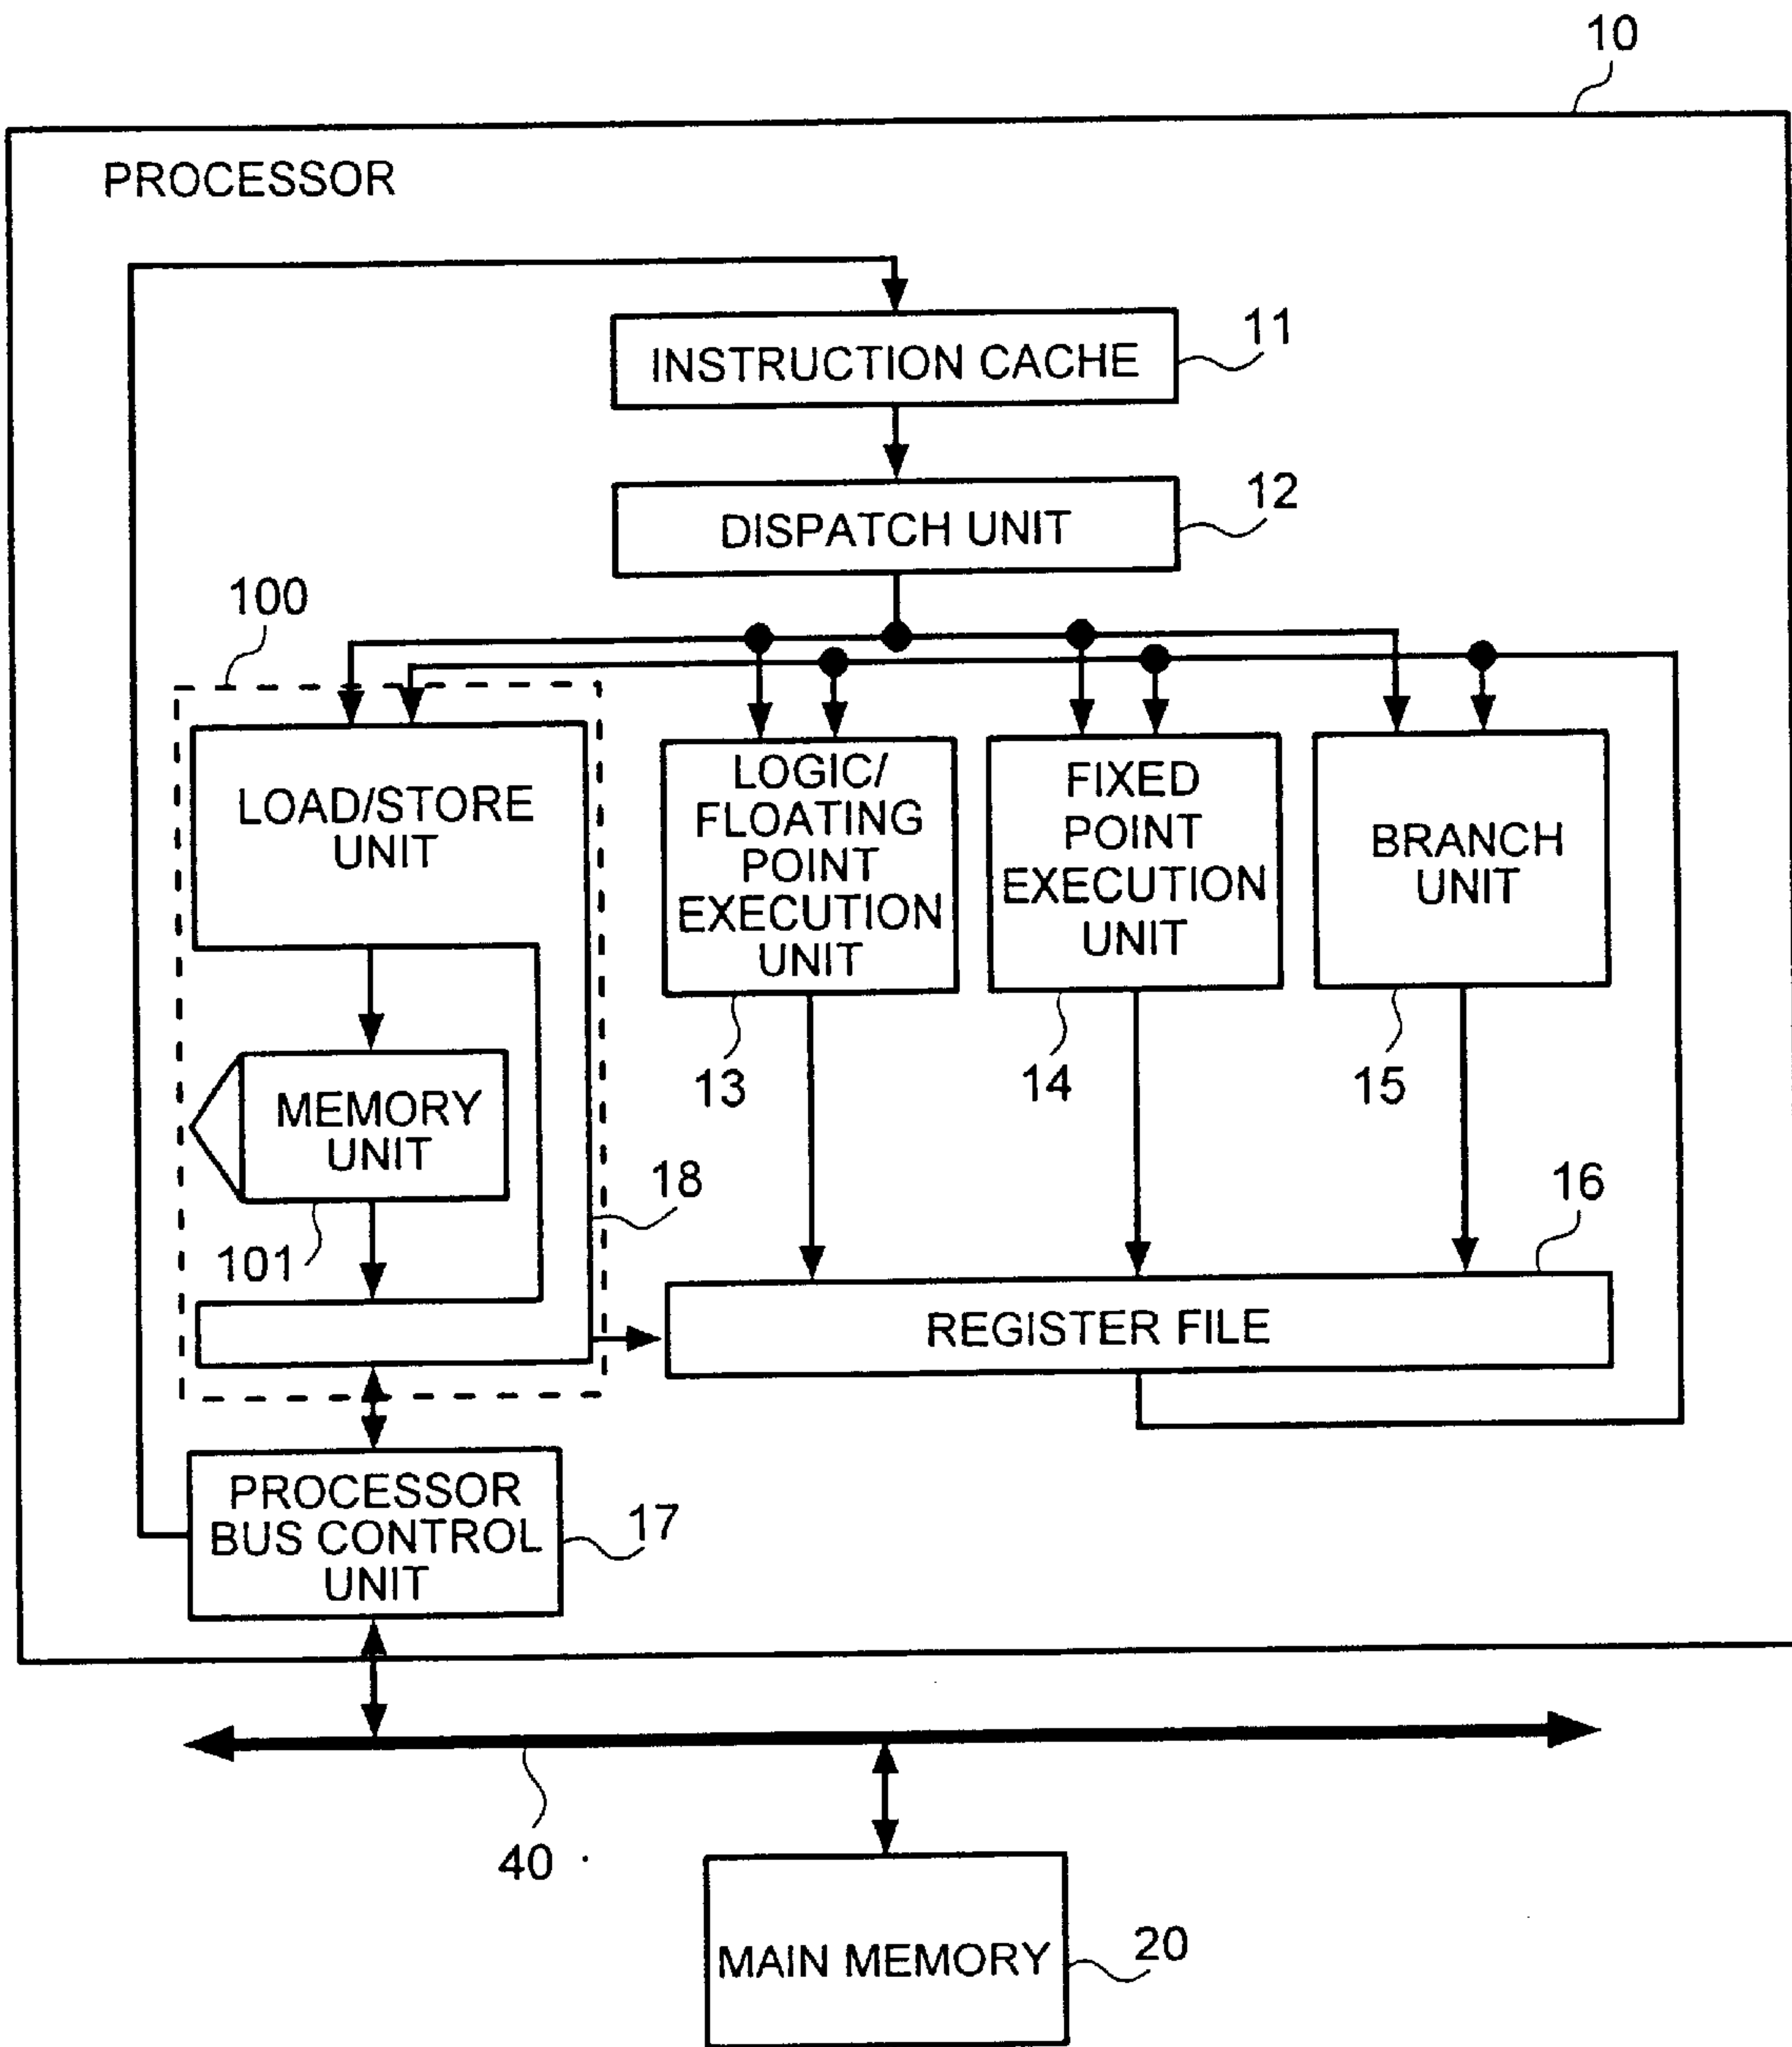 10
PROCESSOR
11
INSTRUCTION CACHE
12
DISPATCH UNIT
100
LOAD/STORE
UNIT
LOGIC/
FLOATING
POINT
EXECUTION
UNIT
FIXED
POINT
EXECUTION
UNIT
BRANCH
UNIT
13
14
15
MEMORY
UNIT
101
18
16
REGISTER FILE
PROCESSOR
BUS CONTROL
UNIT
17
40
MAIN MEMORY
20